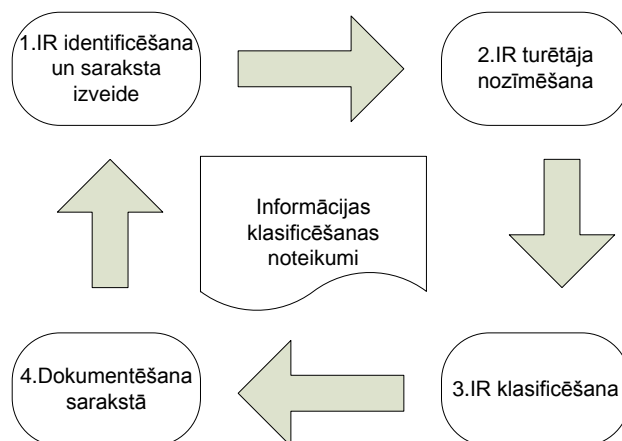 1.IR identificēšana
un saraksta
izveide
2.IR turētāja
nozīmēšana
Informācijas
klasificēšanas
noteikumi
4.Dokumentēšana
sarakstā
3.IR klasificēšana